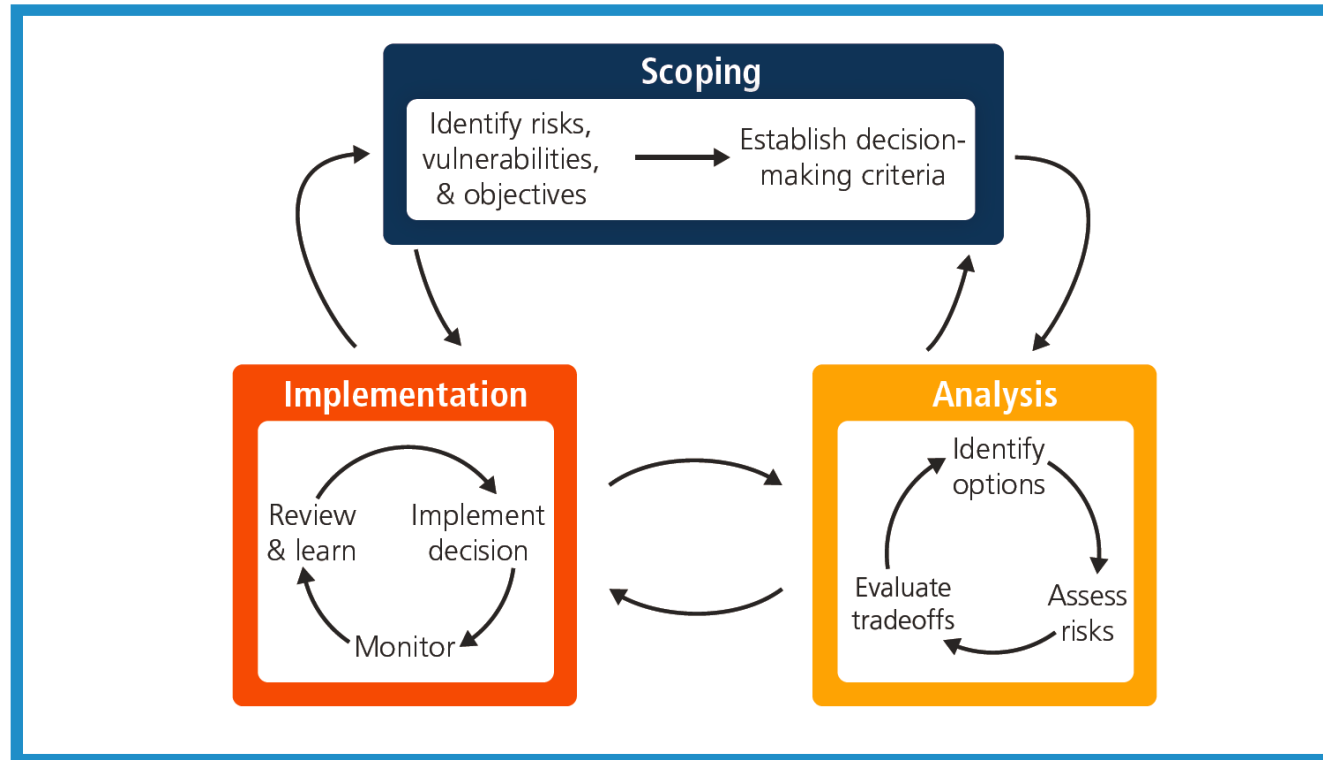 Scoping
Identify risks,
vulnerabilities,
& objectives
Establish decision-
making criteria
Implementation
Review
& learn
Implement
decision
Monitor
Analysis
Identify
options
Evaluate
tradeoffs
Assess
risks